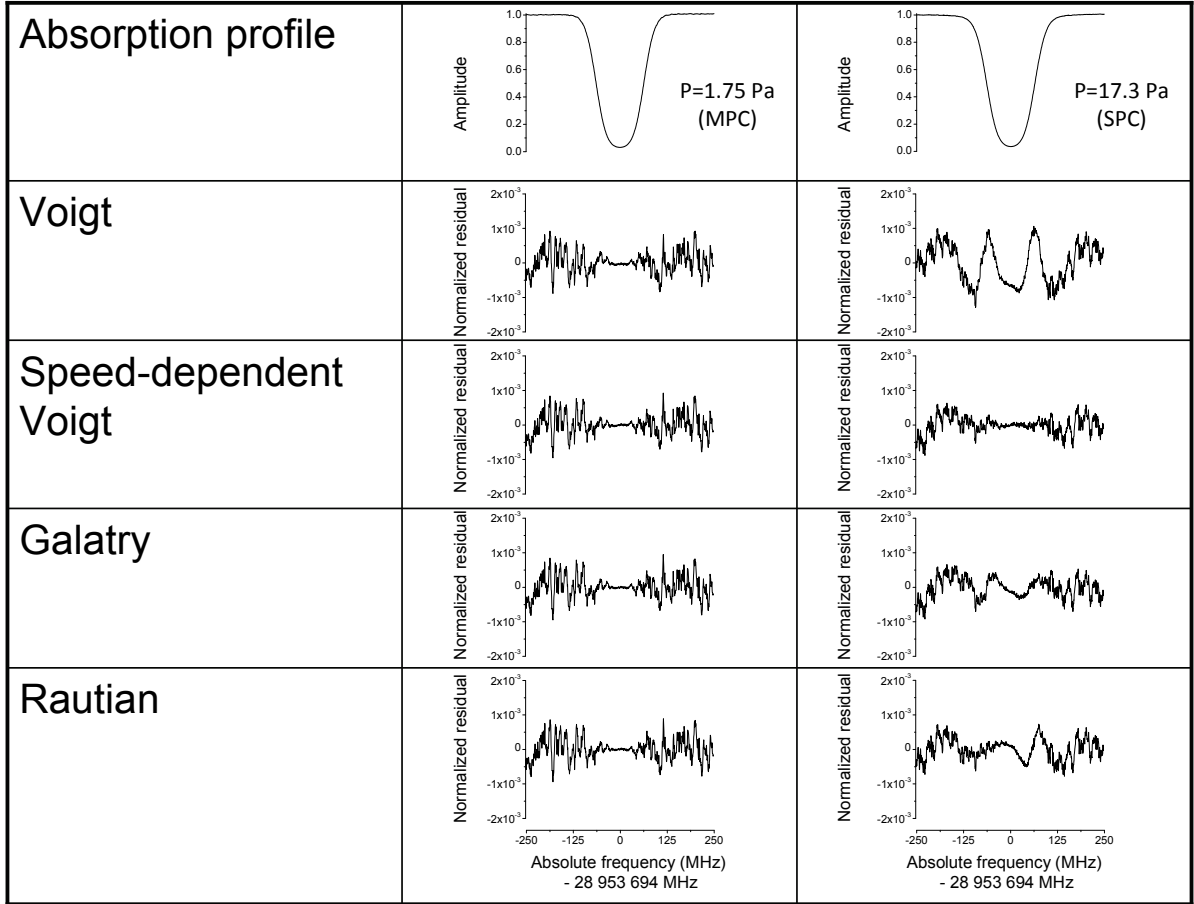 Absorption profile
Amplitude
1.0
0.8
0.6
0.4
0.2
0.0
P=1.75 Pa
(MPC)
Amplitude
1.0
0.8
0.6
0.4
0.2
0.0
P=17.3 Pa
(SPC)
Voigt
Normalized residual
2x10⁻³
1x10⁻³
0
-1x10⁻³
-2x10⁻³
Normalized residual
2x10⁻³
1x10⁻³
0
-1x10⁻³
-2x10⁻³
Speed-dependent
Voigt
Normalized residual
2x10⁻³
1x10⁻³
0
-1x10⁻³
-2x10⁻³
Normalized residual
2x10⁻³
1x10⁻³
0
-1x10⁻³
-2x10⁻³
Galatry
Normalized residual
2x10⁻³
1x10⁻³
0
-1x10⁻³
-2x10⁻³
Normalized residual
2x10⁻³
1x10⁻³
0
-1x10⁻³
-2x10⁻³
Rautian
Normalized residual
2x10⁻³
1x10⁻³
0
-1x10⁻³
-2x10⁻³
-250 -125 0 125 250
Absolute frequency (MHz)
- 28 953 694 MHz
Normalized residual
2x10⁻³
1x10⁻³
0
-1x10⁻³
-2x10⁻³
-250 -125 0 125 250
Absolute frequency (MHz)
- 28 953 694 MHz